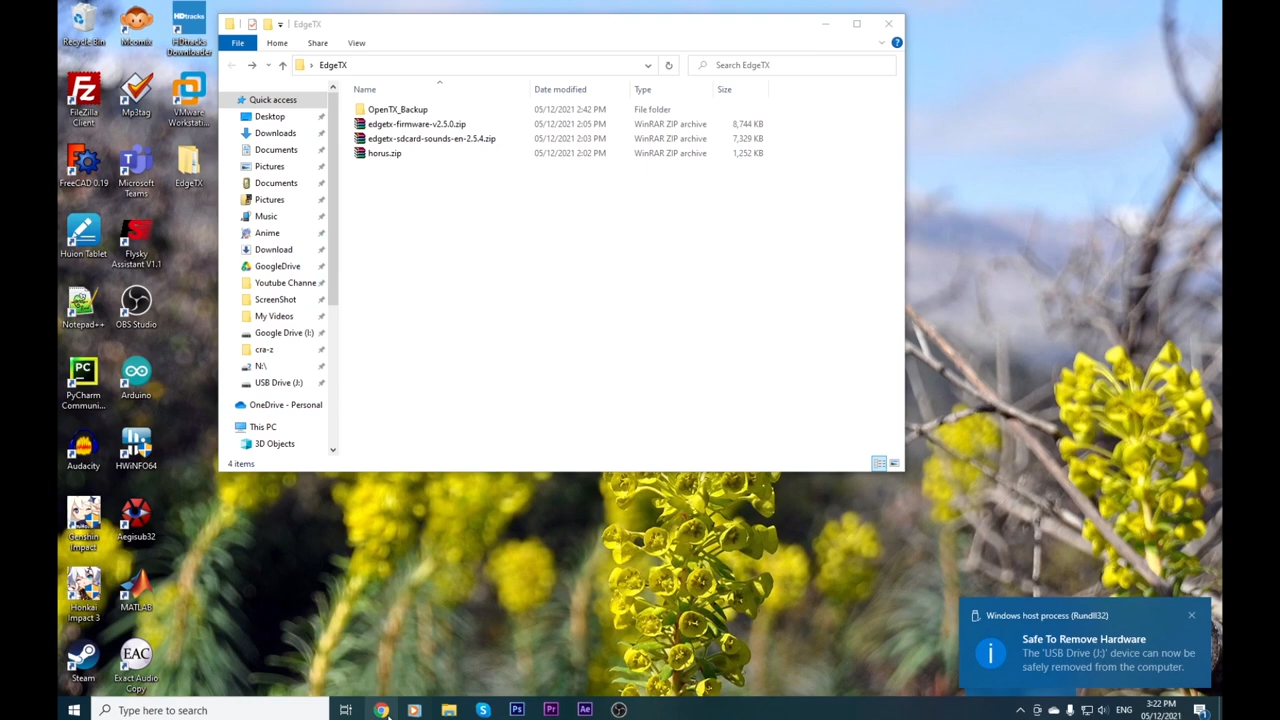 EdgeTX
File Home Share View
EdgeTX
Search EdgeTX
Name Date modified Type Size
OpenTX_Backup 05/12/2021 2:42 PM File folder
edgetx-firmware-v2.5.0.zip 05/12/2021 2:05 PM WinRAR ZIP archive 8,744 KB
edgetx-sdcard-sounds-en-2.5.4.zip 05/12/2021 2:03 PM WinRAR ZIP archive 7,329 KB
horus.zip 05/12/2021 2:02 PM WinRAR ZIP archive 1,252 KB
Quick access
Desktop
Downloads
Documents
Pictures
Documents
Pictures
Music
Anime
Download
GoogleDrive
Youtube Channe
ScreenShot
My Videos
Google Drive (I:)
cra-z
N:\
USB Drive (J:)
OneDrive - Personal
This PC
3D Objects
4 items
Recycle Bin
Mcomix
HDtracks
HDtracks
Downloader
FileZilla
Client
Mp3tag
VMware
Workstati...
FreeCAD 0.19
Microsoft
Teams
EdgeTX
Huion Tablet
Flysky
Assistant V1.1
Notepad++
OBS Studio
PC
PyCharm
Communi...
Arduino
Audacity
HWiNFO64
Genshin
Impact
Aegisub32
Honkai
Impact 3
MATLAB
Steam
EAC
Exact Audio
Copy
Windows host process (Rundll32)
Safe To Remove Hardware
The 'USB Drive (J:)' device can now be
safely removed from the computer.
Type here to search
Ps
Pr
Ae
ENG
3:22 PM
05/12/2021